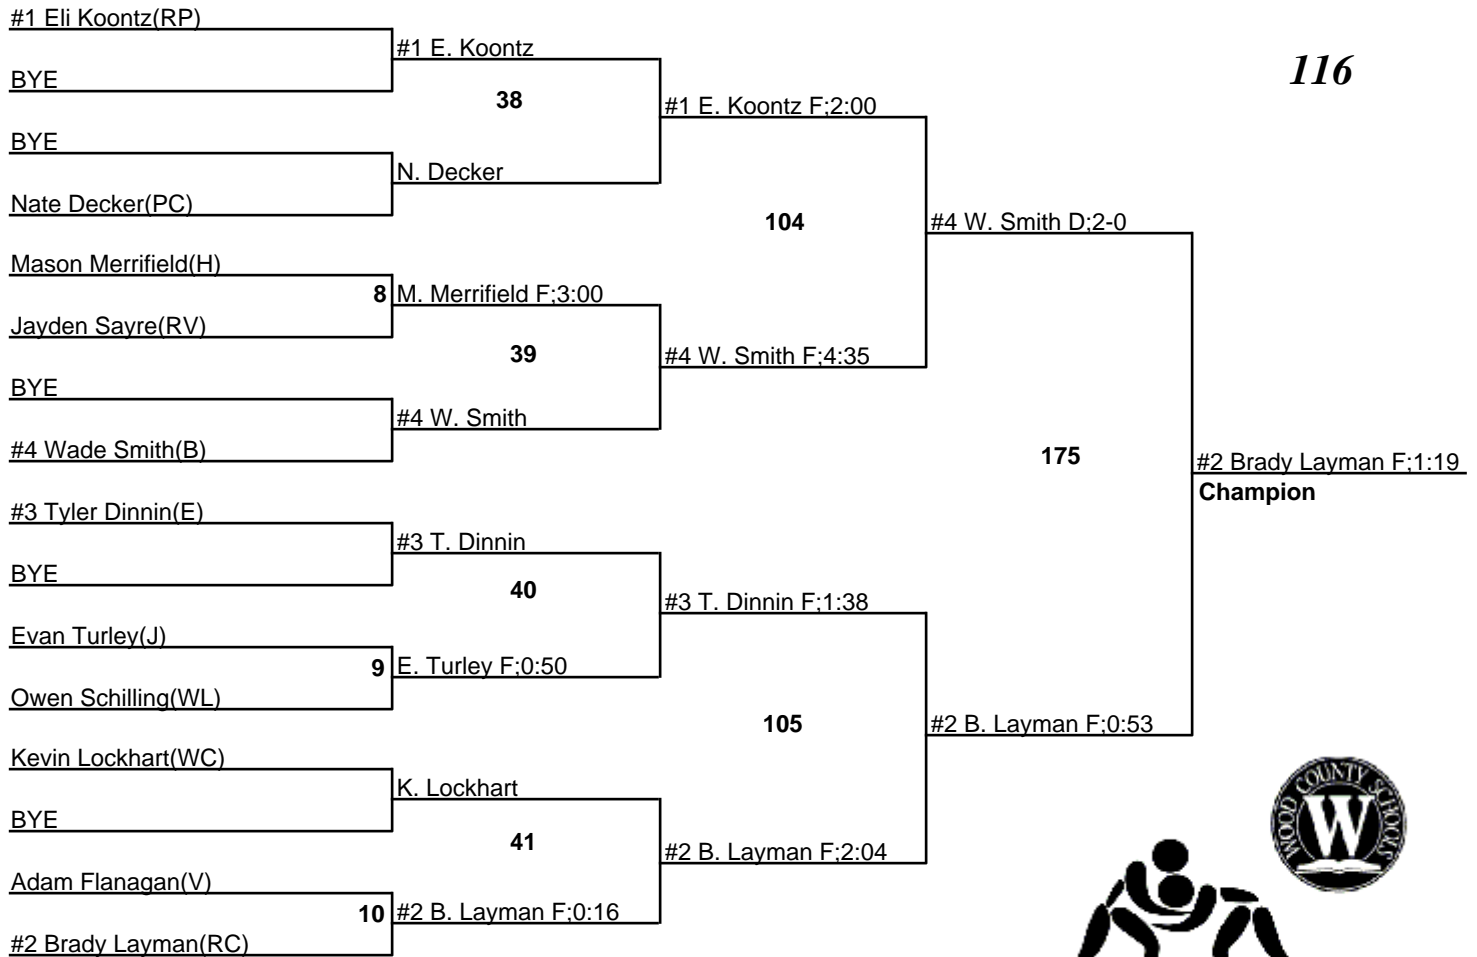 #1 Eli Koontz(RP)
BYE
BYE
Nate Decker(PC)
Mason Merrifield(H)
Jayden Sayre(RV)
BYE
#4 Wade Smith(B)
#3 Tyler Dinnin(E)
BYE
Evan Turley(J)
Owen Schilling(WL)
Kevin Lockhart(WC)
BYE
Adam Flanagan(V)
#2 Brady Layman(RC)
#1 E. Koontz
38
N. Decker
8
M. Merrifield F;3:00
39
#4 W. Smith
#3 T. Dinnin
40
9
E. Turley F;0:50
K. Lockhart
41
10
#2 B. Layman F;0:16
#1 E. Koontz F;2:00
104
#4 W. Smith F;4:35
#3 T. Dinnin F;1:38
105
#2 B. Layman F;2:04
#4 W. Smith D;2-0
175
#2 B. Layman F;0:53
#2 Brady Layman F;1:19
Champion
116
WOOD COUNTY SCHOOLS
W